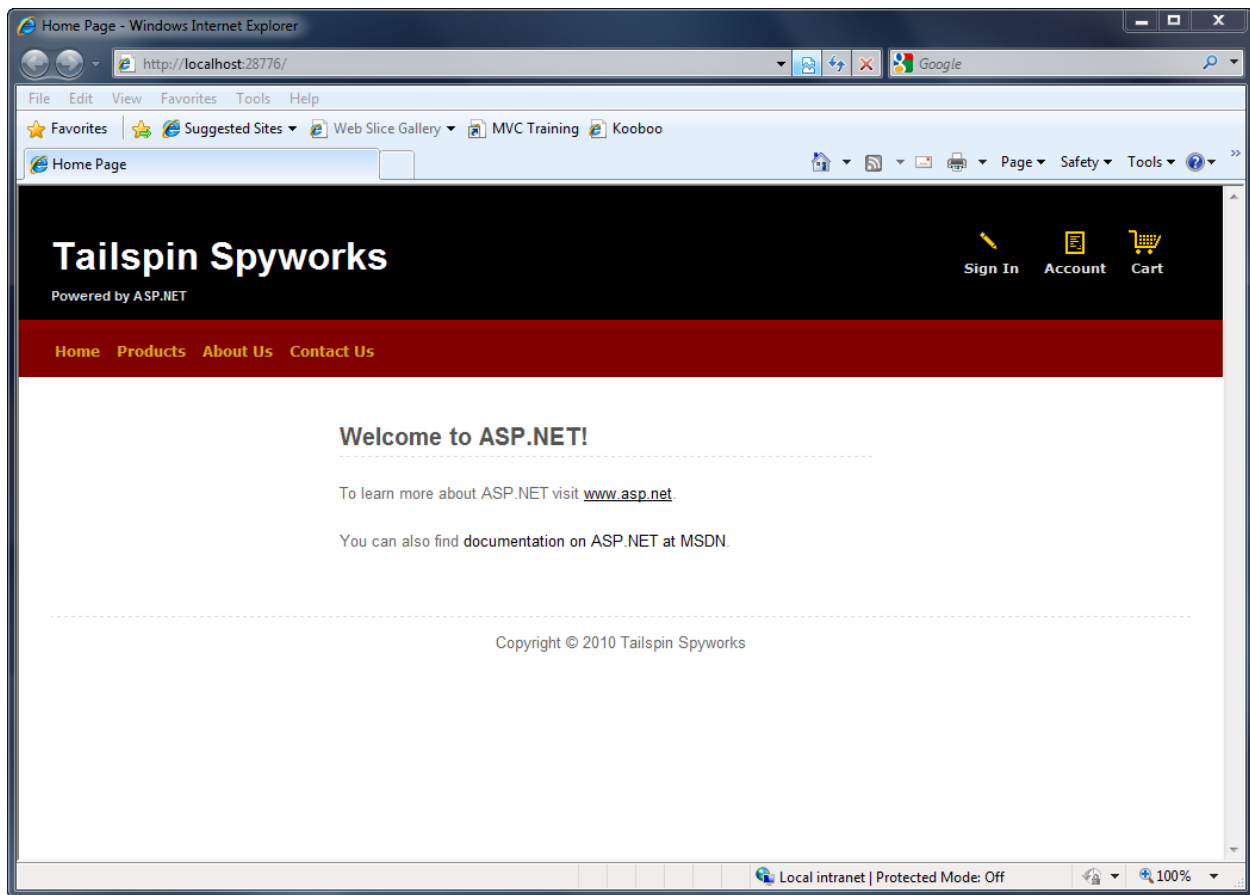 Home Page - Windows Internet Explorer
http://localhost:28776/
Google
File Edit View Favorites Tools Help
Favorites Suggested Sites Web Slice Gallery MVC Training Kooboo
Home Page
Page Safety Tools
Tailspin Spyworks
Powered by ASP.NET
Sign In Account Cart
Home Products About Us Contact Us
Welcome to ASP.NET!
To learn more about ASP.NET visit www.asp.net.
You can also find documentation on ASP.NET at MSDN.
Copyright © 2010 Tailspin Spyworks
Local intranet | Protected Mode: Off
100%